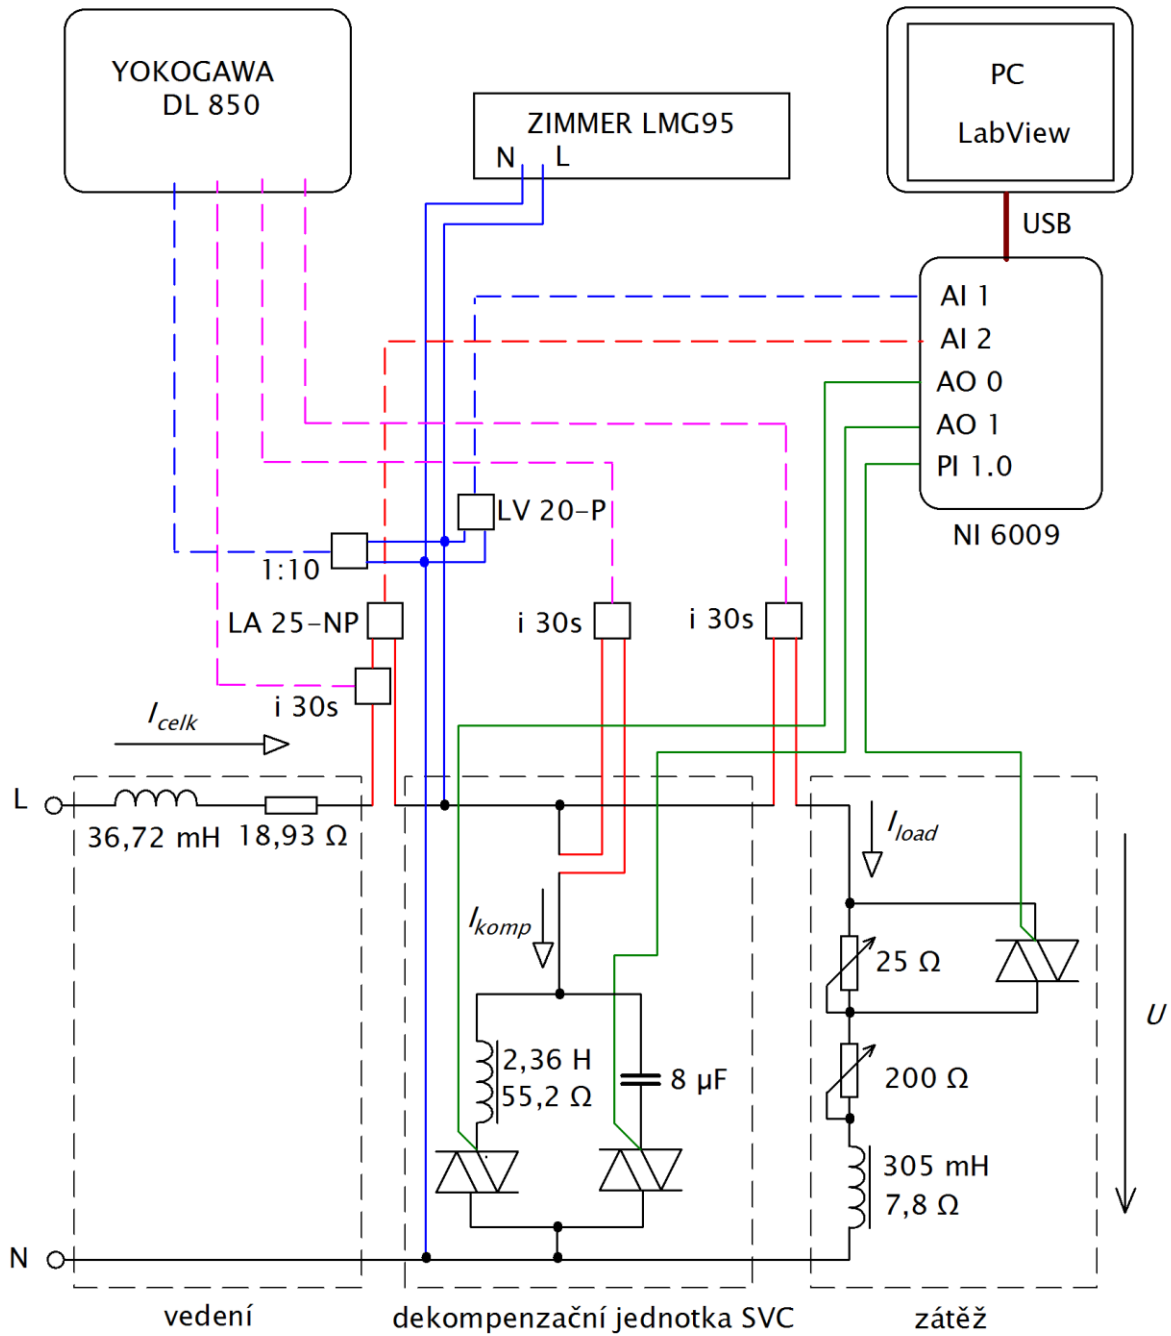 YOKOGAWA
DL 850
ZIMMER LMG95
N L
PC
LabView
USB
AI 1
AI 2
AO 0
AO 1
PI 1.0
NI 6009
LV 20-P
1:10
LA 25-NP
i 30s
i 30s
i 30s
Icelk
L
36,72 mH
18,93 Ω
Iload
Ikomp
25 Ω
U
2,36 H
55,2 Ω
8 µF
200 Ω
305 mH
7,8 Ω
N
vedení
dekompenzační jednotka SVC
zátěž